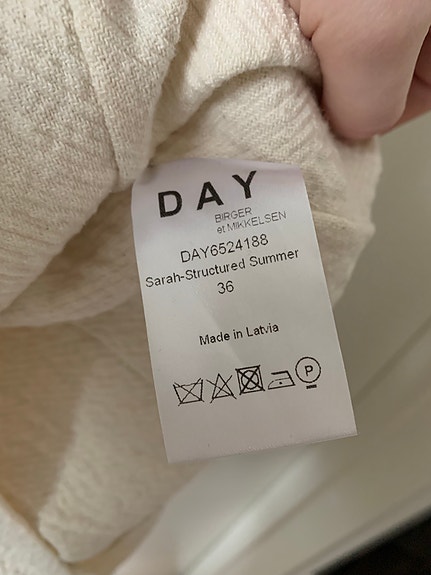 DAY
BIRGER
et MIKKELSEN
DAY6524188
Sarah-Structured Summer
36
Made in Latvia
P